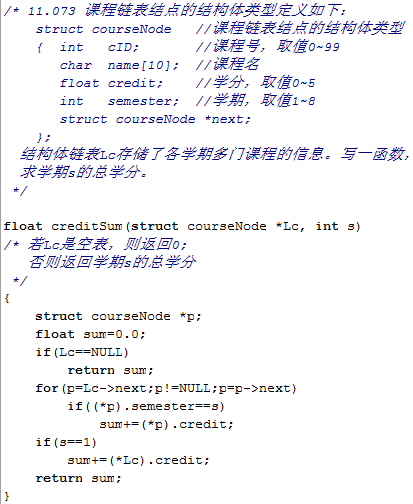 /* 11.073 课程链表结点的结构体类型定义如下:
struct courseNode //课程链表结点的结构体类型
{ int cID; //课程号, 取值0~99
char name[10]; //课程名
float credit; //学分, 取值0~5
int semester; //学期, 取值1~8
struct courseNode *next;
};
结构体链表Lc存储了各学期多门课程的信息。写一函数,
求学期s的总学分。
*/
float creditSum(struct courseNode *Lc, int s)
/* 若Lc是空表, 则返回0;
否则返回学期s的总学分
*/
{
struct courseNode *p;
float sum=0.0;
if(Lc==NULL)
return sum;
for(p=Lc->next;p!=NULL;p=p->next)
if((*p).semester==s)
sum+=(*p).credit;
if(s==1)
sum+=(*Lc).credit;
return sum;
}